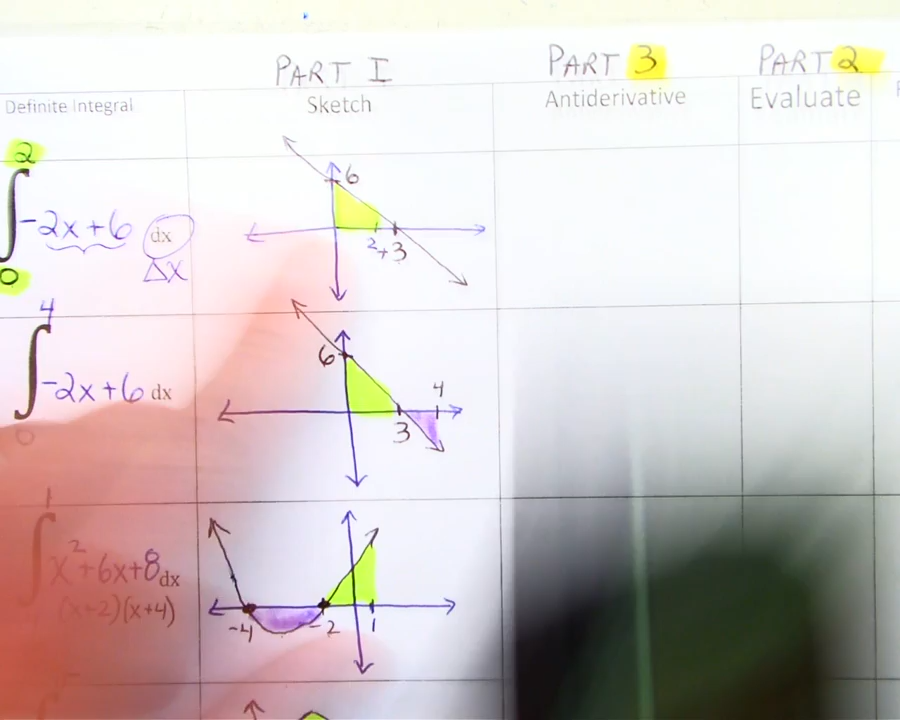 PART I PART 3 PART 2
Definite Integral Sketch Antiderivative Evaluate
2
∫ -2x+6 dx
0
Δx
6
2 +3
4
∫ -2x+6 dx
0
6
4
3
1
∫ x²+6x+8 dx
(x+2)(x+4)
-4 -2 1